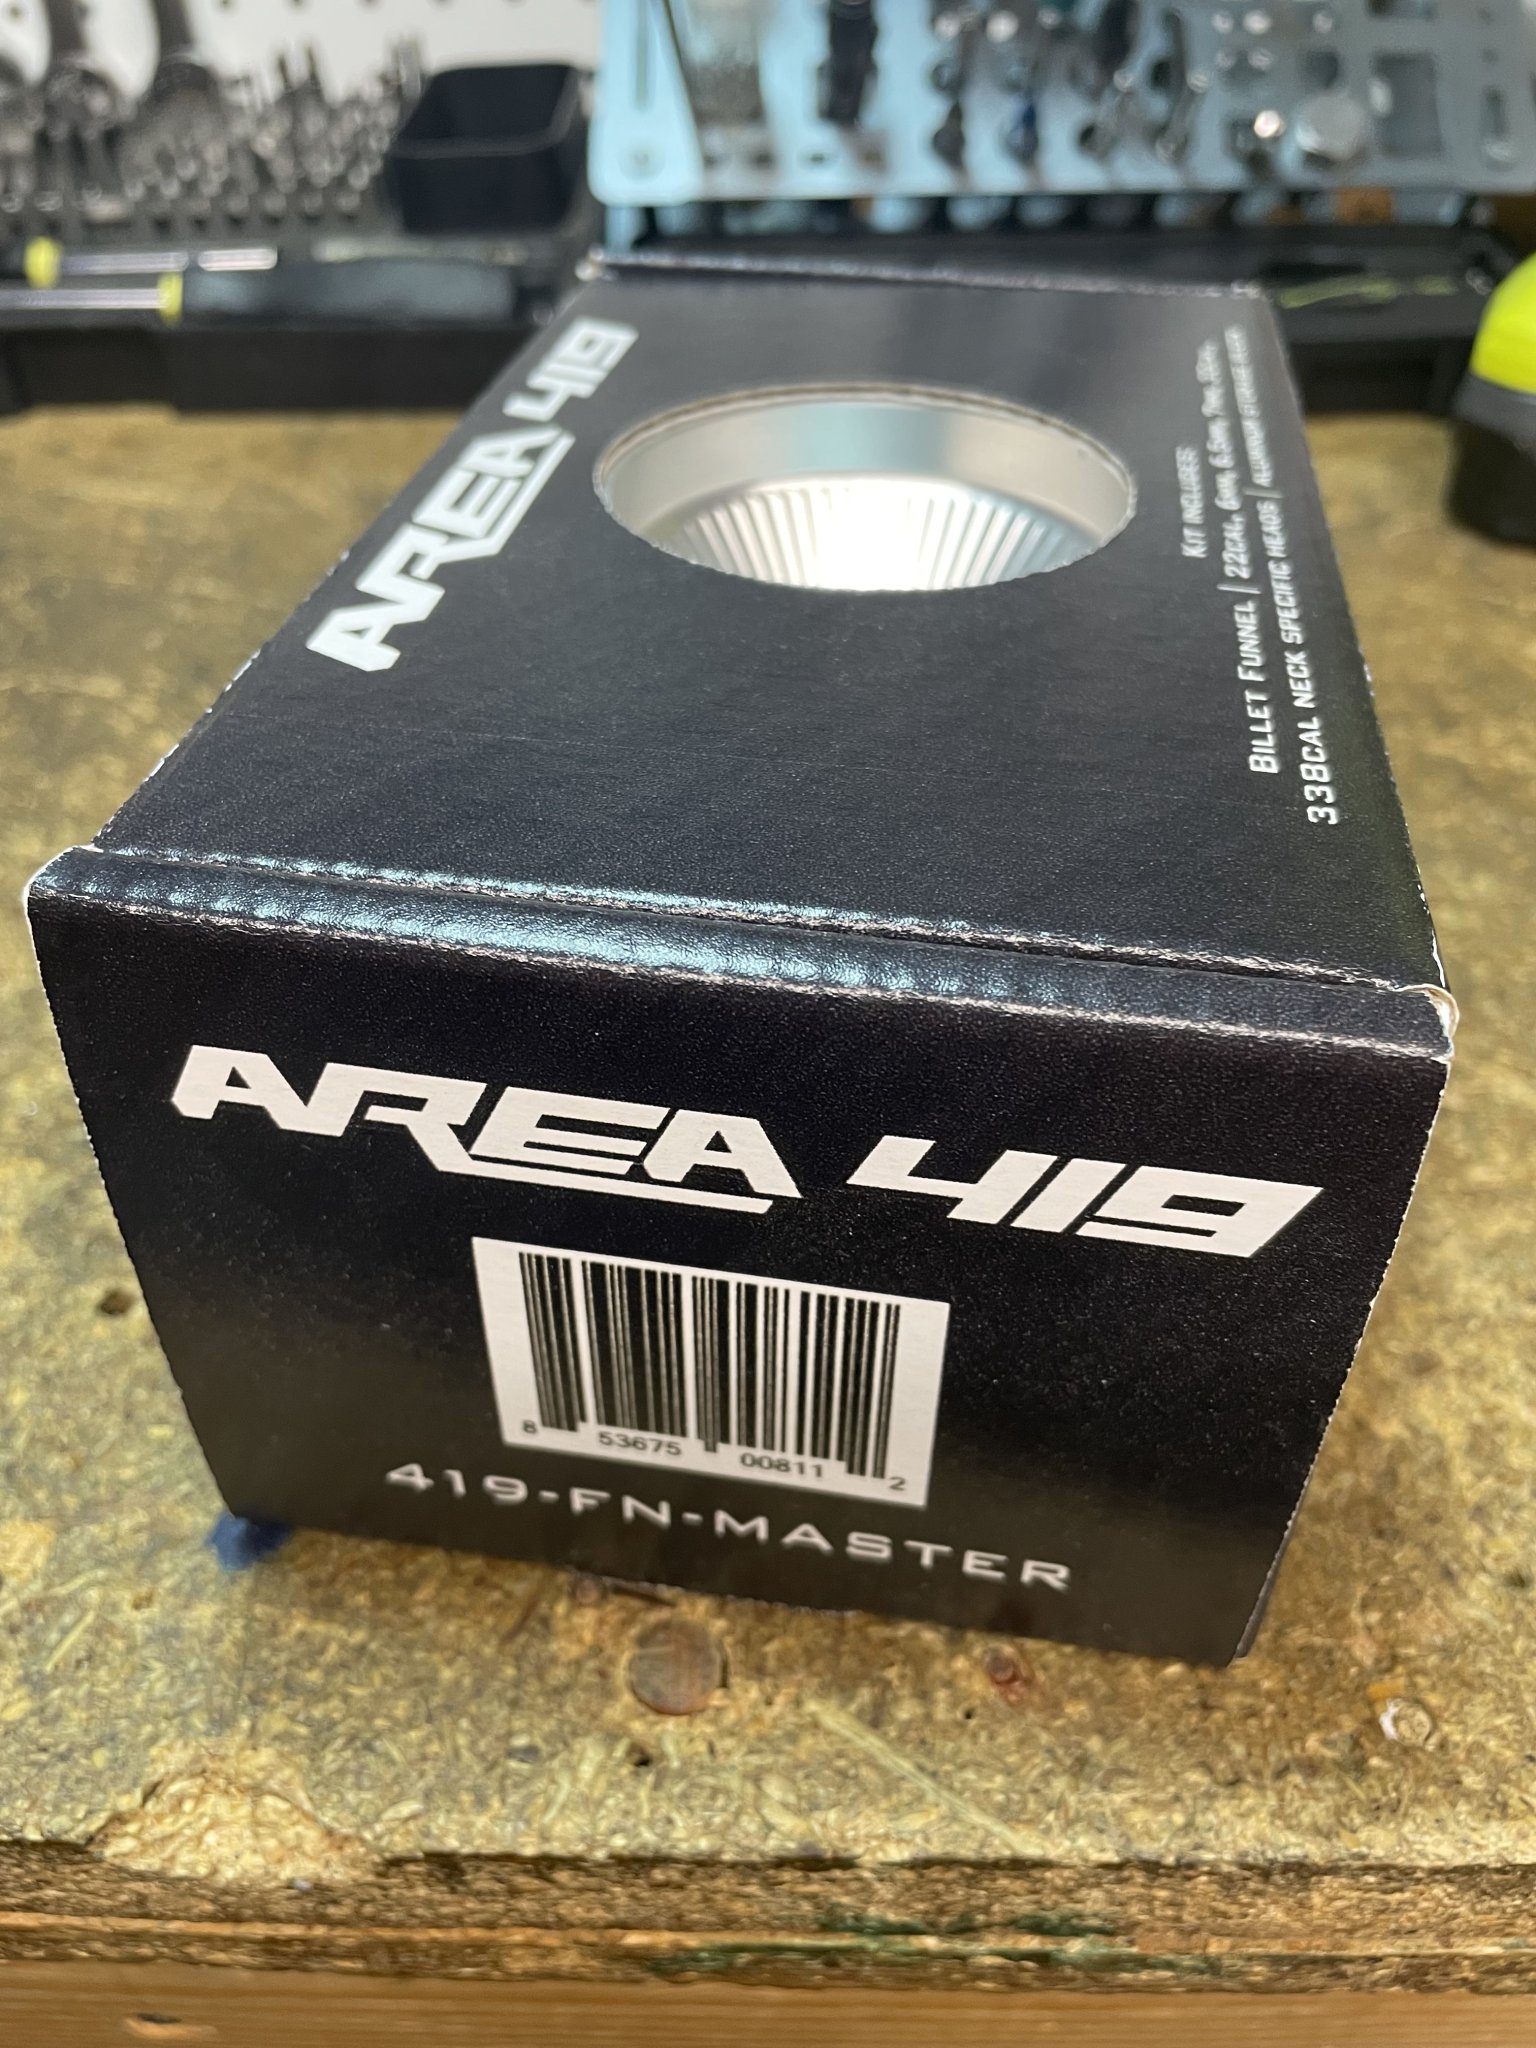 AREA 419
KIT INCLUDES:
BILLET FUNNEL / 22CAL, 6MM, 6.5MM, 7MM, 30CAL,
338CAL NECK SPECIFIC HEADS / ALUMINUM STORAGE
AREA 419
8 53675 00811 2
419-FN-MASTER